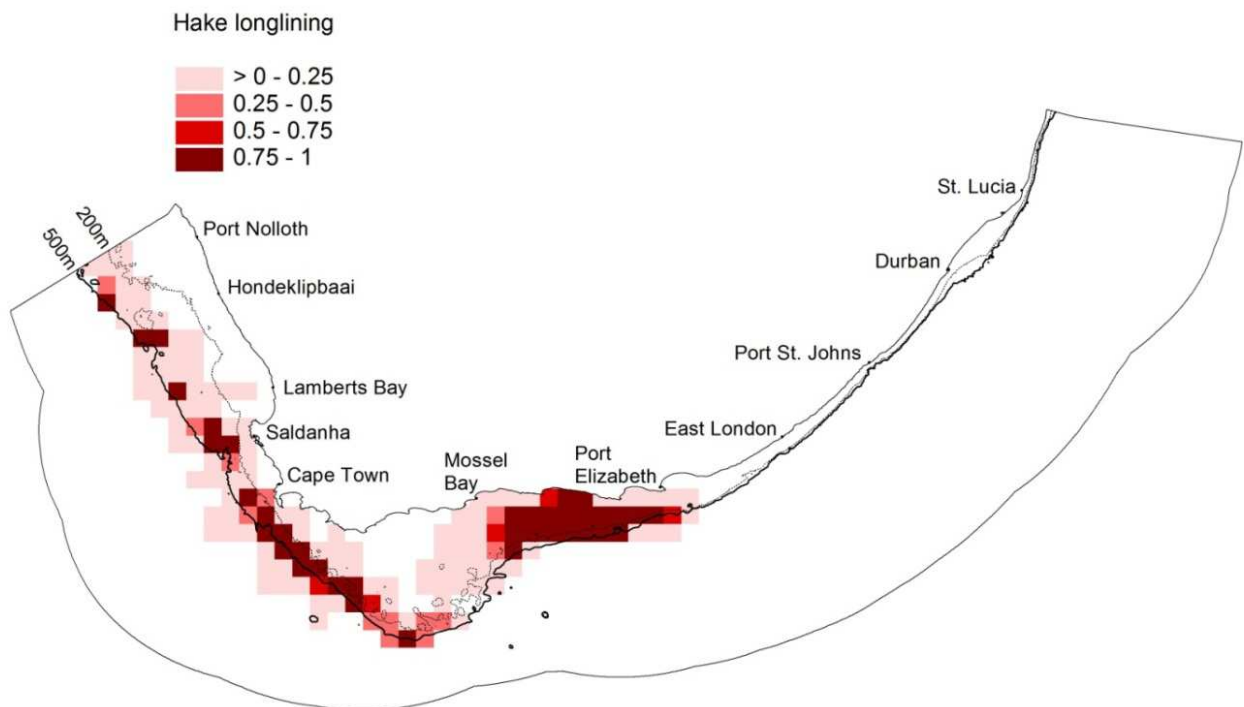 Hake longlining
> 0 - 0.25
0.25 - 0.5
0.5 - 0.75
0.75 - 1
St. Lucia
200m
Port Nolloth
500m
Durban
Hondeklipbaai
Port St. Johns
Lamberts Bay
East London
Saldanha
Cape Town
Mossel
Bay
Port
Elizabeth